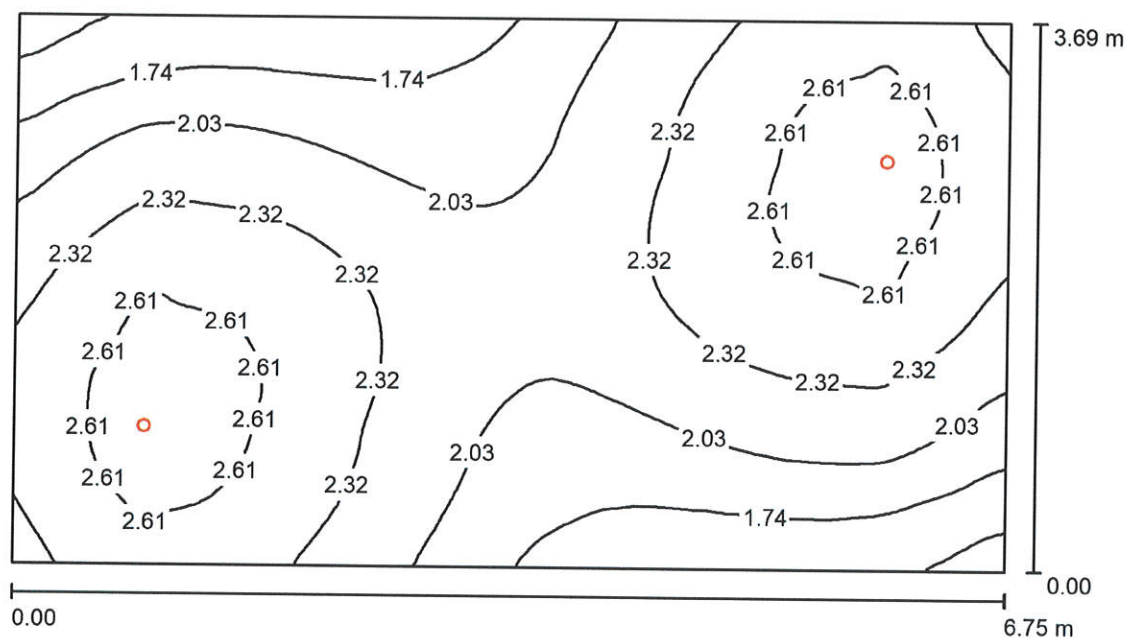 3.69 m
1.74 1.74 2.61 2.61
2.03 2.32 2.61 2.61
2.32 2.32 2.03 2.61 2.61
2.32 2.32 2.32 2.61 2.61
2.61 2.61 2.61
2.61 2.61 2.32 2.32
2.61 2.61 2.32 2.32 2.32
2.61 2.61 2.03 2.03 2.03
2.61 2.32
2.61 1.74
0.00
0.00 6.75 m